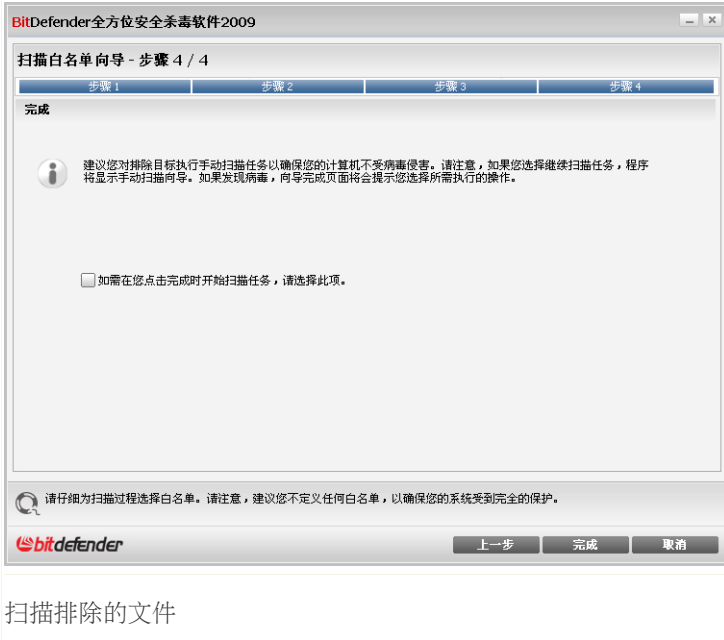 BitDefender全方位安全杀毒软件2009
扫描白名单向导 - 步骤 4 / 4
步骤 1 步骤 2 步骤 3 步骤 4
完成
建议您对排除目标执行手动扫描任务以确保您的计算机不受病毒侵害。请注意，如果您选择继续扫描任务，程序
将显示手动扫描向导。如果发现病毒，向导完成页面将会提示您选择所需执行的操作。
如需在您点击完成时开始扫描任务，请选择此项。
请仔细为扫描过程选择白名单。请注意，建议您不定义任何白名单，以确保您的系统受到完全的保护。
bitdefender 上一步 完成 取消
扫描排除的文件